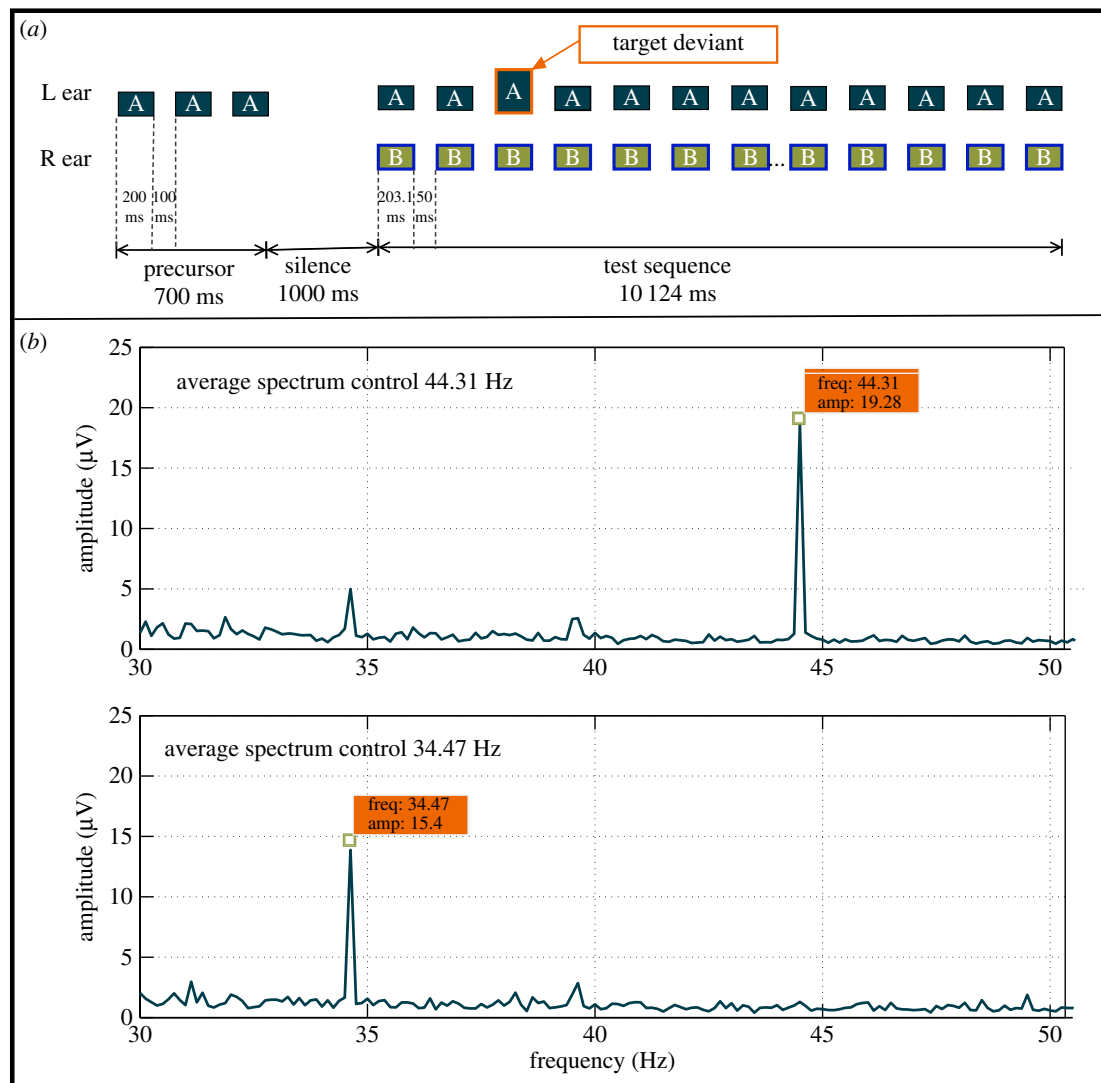 (a)
target deviant
L ear
A A A A A A A A A A A A A A A
R ear
B B B B B B B ... B B B B B
200 ms
100 ms
203.1 ms
50 ms
precursor
700 ms
silence
1000 ms
test sequence
10 124 ms
(b)
25
20
15
10
5
0
amplitude (µV)
average spectrum control 44.31 Hz
freq: 44.31
amp: 19.28
30 35 40 45 50
25
20
15
10
5
0
amplitude (µV)
average spectrum control 34.47 Hz
freq: 34.47
amp: 15.4
30 35 40 45 50
frequency (Hz)